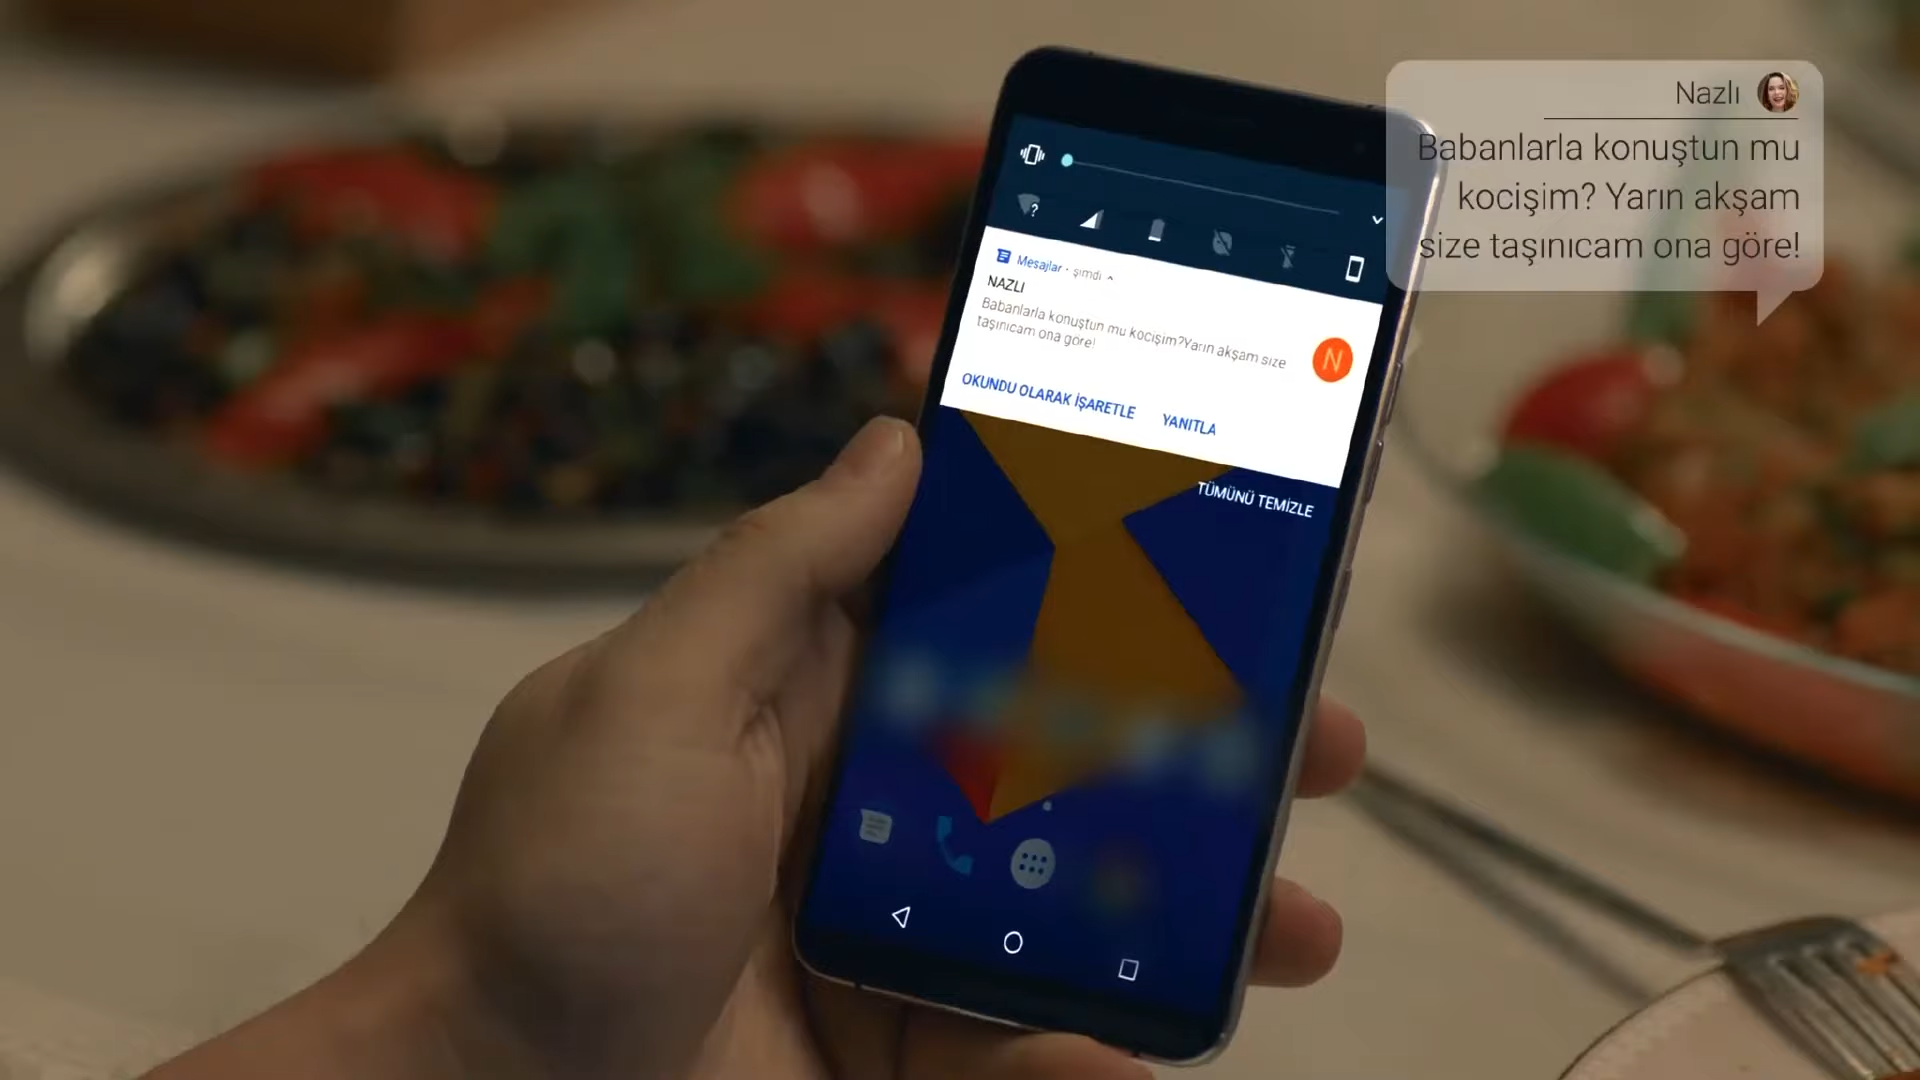 Nazlı
Babanlarla konuştun mu
kocişim? Yarın akşam
size taşınıcam ona göre!
Mesajlar · şimdi
NAZLI
Babanlarla konuştun mu kocişim?Yarın akşam size
taşınıcam ona göre!
N
OKUNDU OLARAK İŞARETLE YANITLA
TÜMÜNÜ TEMİZLE